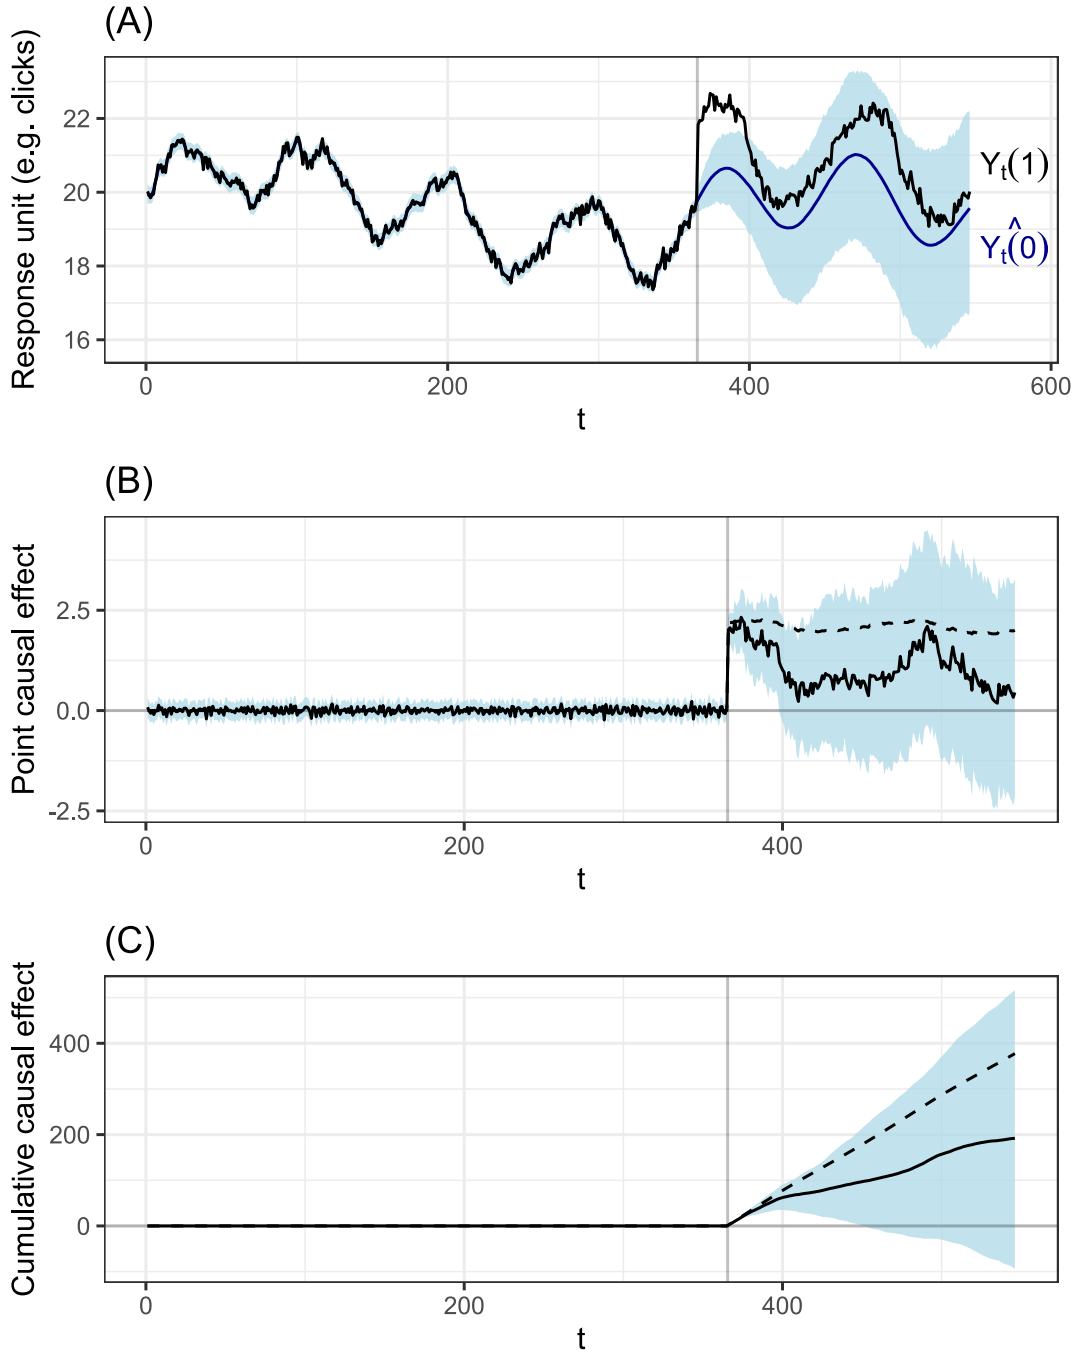 (A)
Response unit (e.g. clicks)
22
20
18
16
Yₜ(1)
Yₜ(0)^
0
200
400
600
t
(B)
Point causal effect
2.5
0.0
-2.5
0
200
400
t
(C)
Cumulative causal effect
400
200
0
0
200
400
t